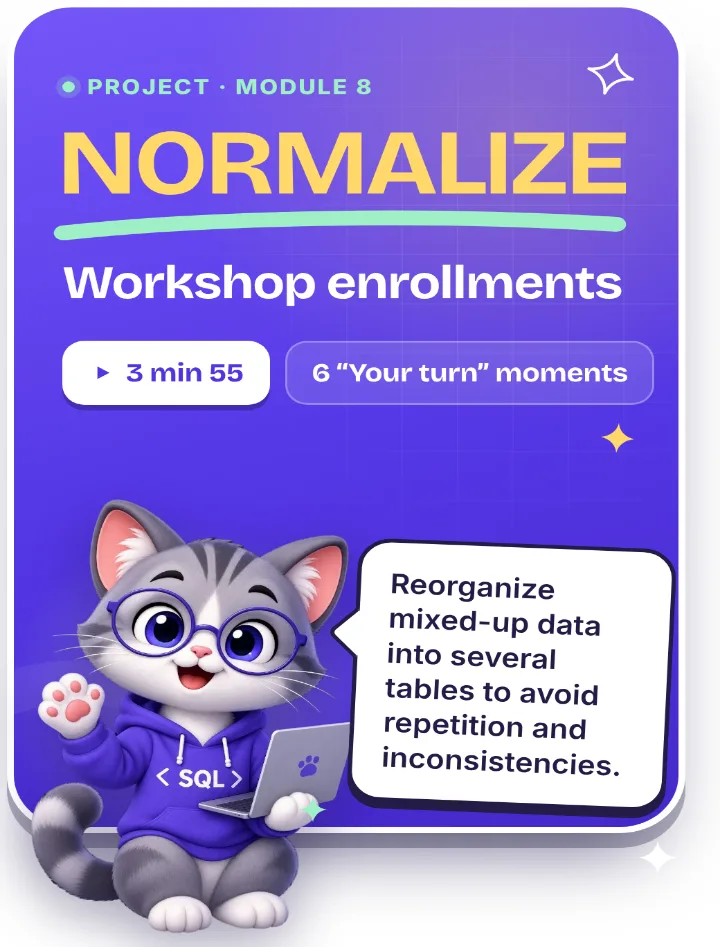 PROJECT · MODULE 8
NORMALIZE
Workshop enrollments
3 min 55
6 “Your turn” moments
Reorganize
mixed-up data
into several
tables to avoid
repetition and
inconsistencies.
< SQL >